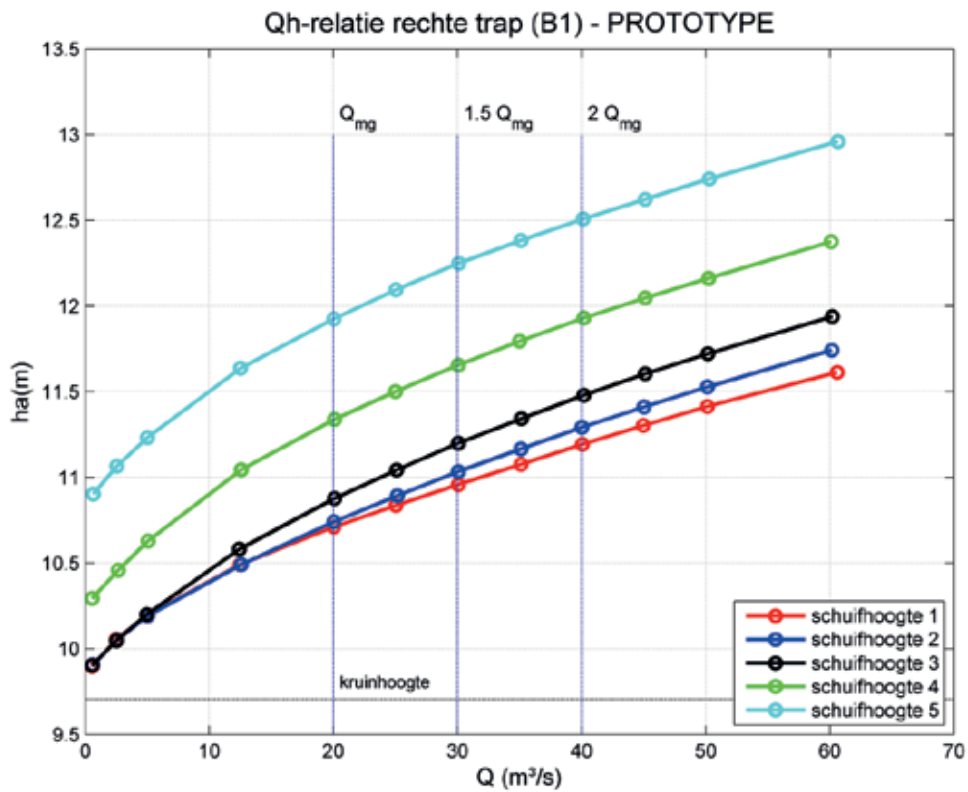 Qh-relatie rechte trap (B1) - PROTOTYPE
13.5
13
12.5
12
11.5
11
10.5
10
9.5
ha(m)
Qmg
1.5 Qmg
2 Qmg
kruinhoogte
schuifhoogte 1
schuifhoogte 2
schuifhoogte 3
schuifhoogte 4
schuifhoogte 5
0 10 20 30 40 50 60 70
Q (m³/s)